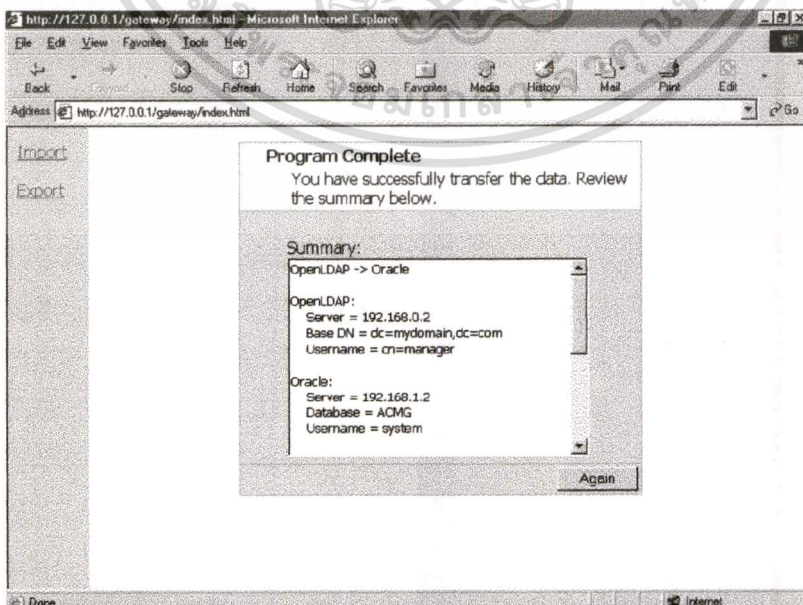 http://127.0.0.1/gateway/index.html - Microsoft Internet Explorer
File Edit View Favorites Tools Help
Back Forward Stop Refresh Home Search Favorites Media History Mail Print Edit
Address http://127.0.0.1/gateway/index.html Go
Import
Export
Program Complete
You have successfully transfer the data. Review
the summary below.
Summary:
OpenLDAP -> Oracle
OpenLDAP:
Server = 192.168.0.2
Base DN = dc=mydomain,dc=com
Username = cn=manager
Oracle:
Server = 192.168.1.2
Database = ACMG
Username = system
Again
Done Internet